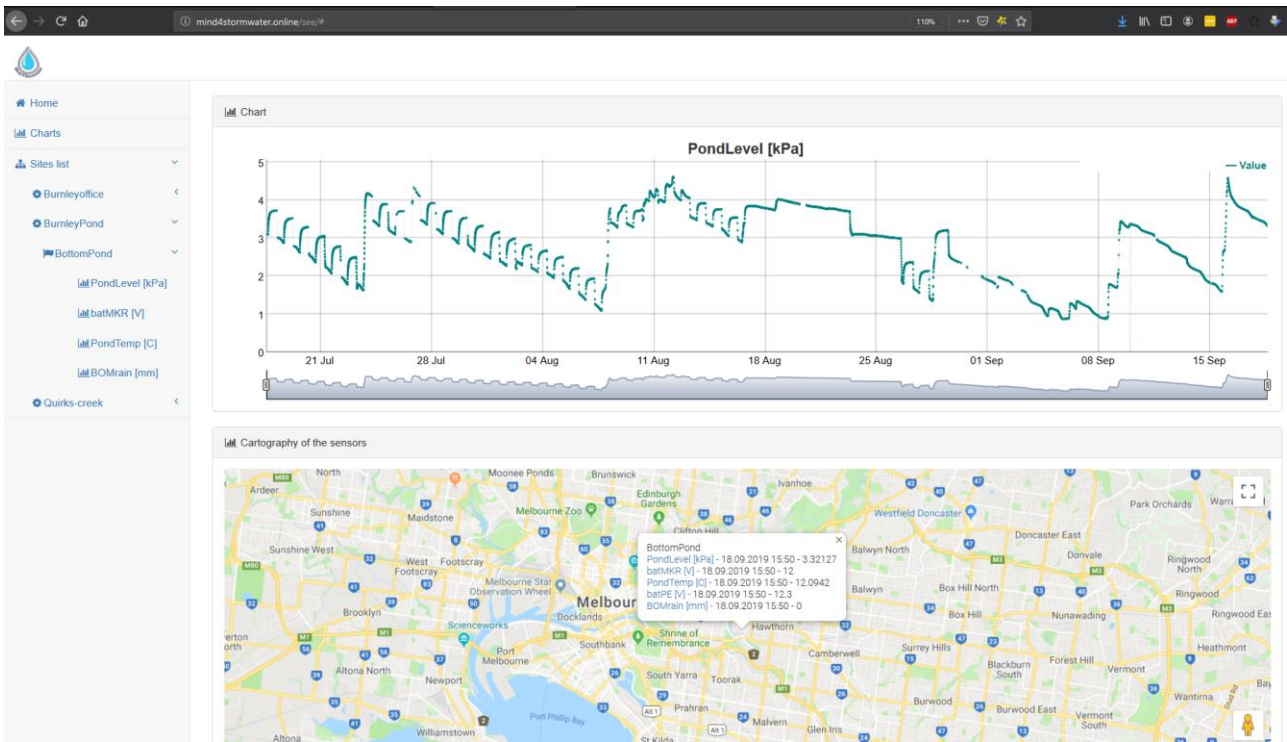 mind4stormwater.online/see/#
110%
Home
Charts
Sites list
Burnleyoffice
BurnleyPond
BottomPond
PondLevel [kPa]
batMKR [V]
PondTemp [C]
BOMrain [mm]
Quirks-creek
Chart
PondLevel [kPa]
Value
5
4
3
2
1
0
21 Jul
28 Jul
04 Aug
11 Aug
18 Aug
25 Aug
01 Sep
08 Sep
15 Sep
Cartography of the sensors
BottomPond
PondLevel [kPa] - 18.09.2019 15:50 - 3.32127
batMKR [V] - 18.09.2019 15:50 - 12
PondTemp [C] - 18.09.2019 15:50 - 12.0942
batPE [V] - 18.09.2019 15:50 - 12.3
BOMrain [mm] - 18.09.2019 15:50 - 0
North
Moonee Ponds
Brunswick
Ivanhoe
Ardeer
Edinburgh
Gardens
Park Orchards
Sunshine
Maidstone
Melbourne Zoo
Westfield Doncaster
Clifton Hill
Doncaster East
Sunshine West
West Footscray
Footscray
Balwyn North
Donvale
Ringwood
North
Melbourne Star
Observation Wheel
Balwyn
Box Hill North
Ringwood
Brooklyn
Docklands
Hawthorn
Box Hill
Nunawading
Ringwood Eas
Scienceworks
Southbank
Shrine of
Remembrance
Port
Melbourne
Camberwell
Surrey Hills
Heathmont
Altona North
Newport
South Yarra
Toorak
Blackburn
South
Forest Hill
Vermont
Prahran
Burwood
Burwood East
Vermont
South
Wantirna
Bay
Port Phillip Bay
Malvern
Glen Iris
Williamstown
Altona
St Kilda